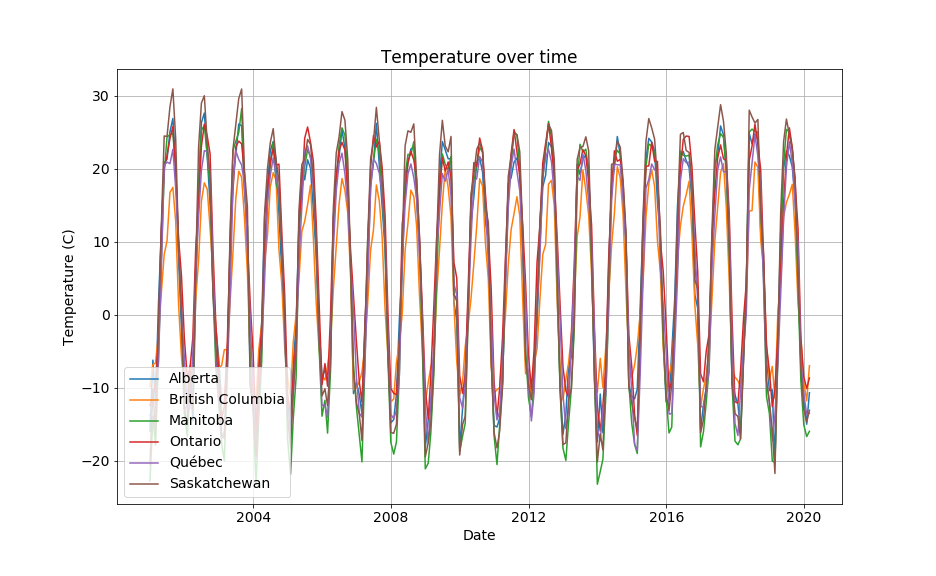 Temperature over time
30
20
10
0
−10
−20
Temperature (C)
Alberta
British Columbia
Manitoba
Ontario
Québec
Saskatchewan
2004 2008 2012 2016 2020
Date